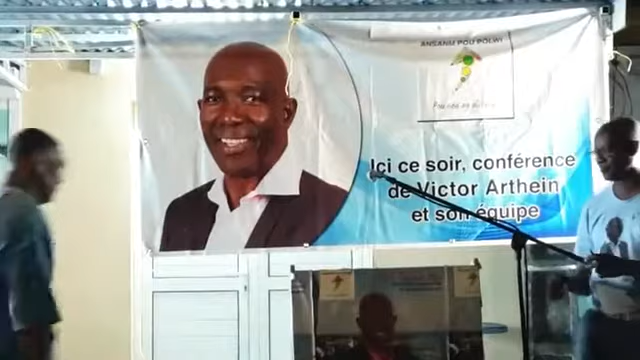 ANSANM POU POLWI
Ici ce soir, conférence
de Victor Arthein
et son équipe